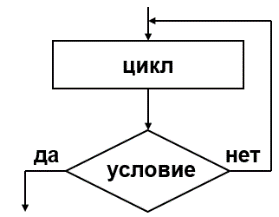 цикл
да
нет
условие